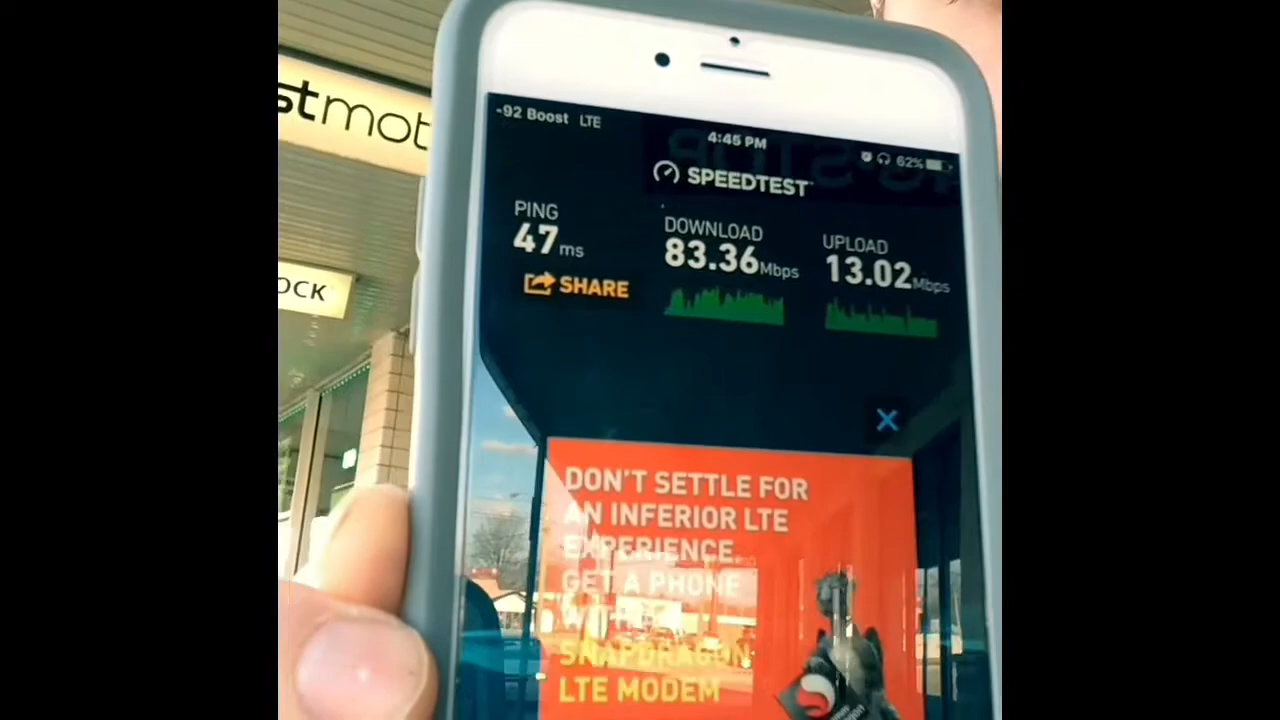 stmot
OCK
-92 Boost LTE
4:45 PM
62%
SPEEDTEST
PING
47 ms
DOWNLOAD
83.36 Mbps
UPLOAD
13.02 Mbps
SHARE
DON'T SETTLE FOR
AN INFERIOR LTE
EXPERIENCE
GET A PHONE
WITH A
SNAPDRAGON
LTE MODEM